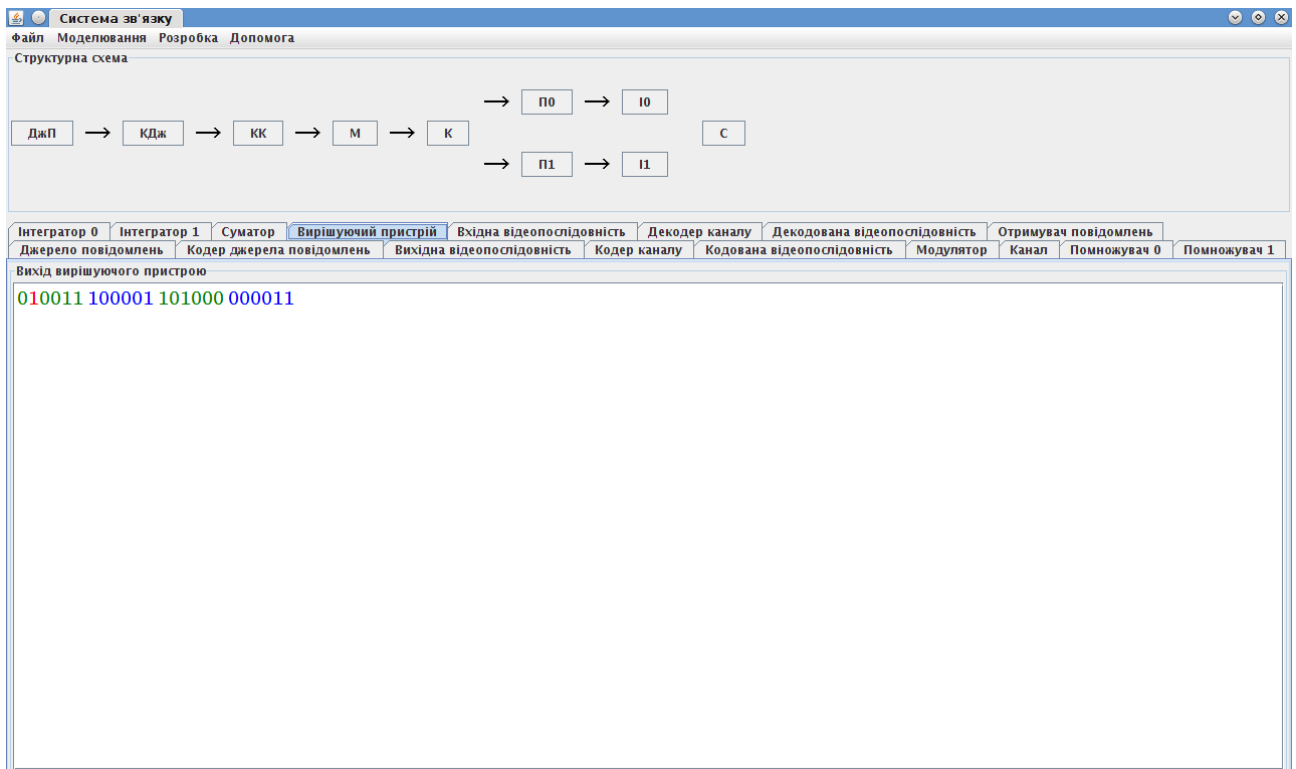 Система зв'язку
Файл Моделювання Розробка Допомога
Структурна схема
П0 І0
ДжП КДж КК М К С
П1 І1
Інтегратор 0 Інтегратор 1 Суматор Вирішуючий пристрій Вхідна відеопослідовність Декодер каналу Декодована відеопослідовність Отримувач повідомлень
Джерело повідомлень Кодер джерела повідомлень Вихідна відеопослідовність Кодер каналу Кодована відеопослідовність Модулятор Канал Помножувач 0 Помножувач 1
Вихід вирішуючого пристрою
010011 100001 101000 000011